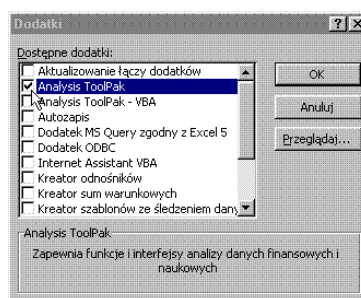 Dodatki
Dostępne dodatki:
Aktualizowanie łączy dodatków
Analysis ToolPak
Analysis ToolPak - VBA
Autozapis
Dodatek MS Query zgodny z Excel 5
Dodatek ODBC
Internet Assistant VBA
Kreator odnośników
Kreator sum warunkowych
Kreator szablonów ze śledzeniem dany
OK
Anuluj
Przeglądaj...
Analysis ToolPak
Zapewnia funkcje i interfejsy analizy danych finansowych i
naukowych